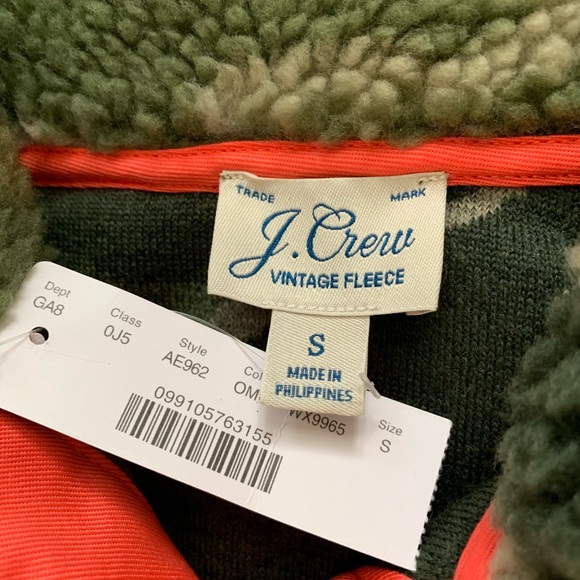 TRADE MARK
J.Crew
VINTAGE FLEECE
S
MADE IN
PHILIPPINES
Dept Class Style Size
GA8 0J5 AE962 WX9965 S
099105763155